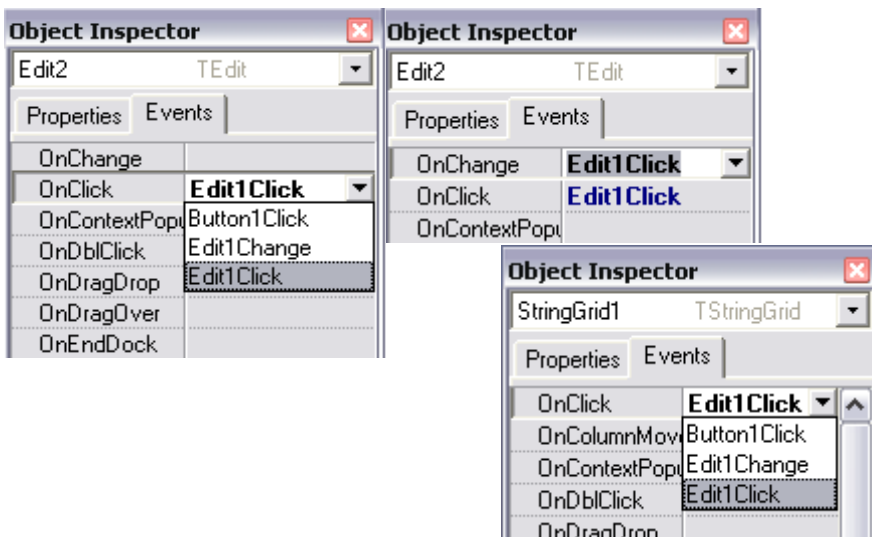 Object Inspector
Edit2 TEdit
Properties Events
OnChange
OnClick Edit1Click
OnContextPopu Button1Click
OnDblClick Edit1Change
OnDragDrop Edit1Click
OnDragOver
OnEndDock
Object Inspector
Edit2 TEdit
Properties Events
OnChange Edit1Click
OnClick Edit1Click
OnContextPopu
Object Inspector
StringGrid1 TStringGrid
Properties Events
OnClick Edit1Click
OnColumnMov Button1Click
OnContextPopu Edit1Change
OnDblClick Edit1Click
OnDragDrop